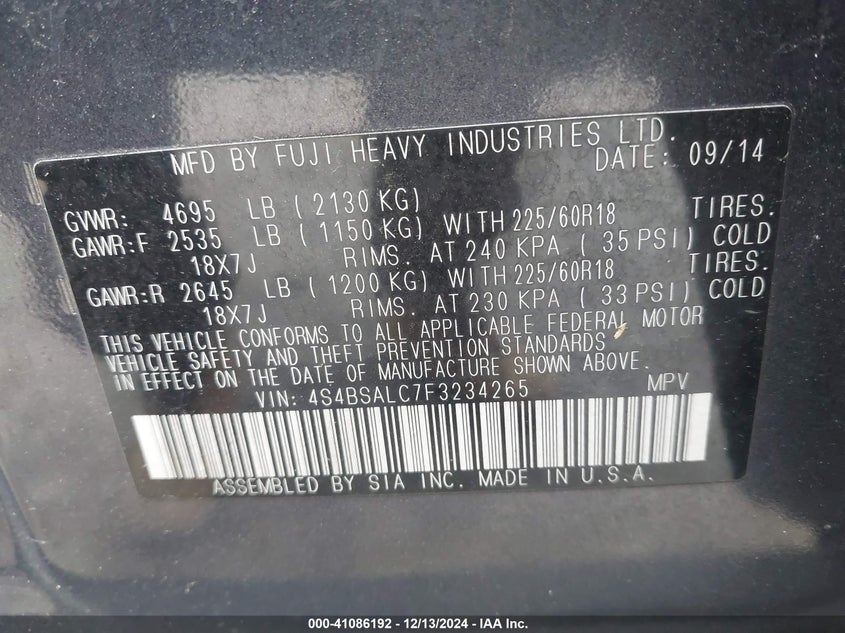 MFD BY FUJI HEAVY INDUSTRIES LTD.
DATE: 09/14
GVWR: 4695 LB ( 2130 KG)
GAWR:F 2535 LB ( 1150 KG) WITH 225/60R18 TIRES.
18X7J RIMS. AT 240 KPA ( 35 PSI) COLD
GAWR:R 2645 LB ( 1200 KG) WITH 225/60R18 TIRES.
18X7J RIMS. AT 230 KPA ( 33 PSI) COLD
THIS VEHICLE CONFORMS TO ALL APPLICABLE FEDERAL MOTOR
VEHICLE SAFETY AND THEFT PREVENTION STANDARDS
IN EFFECT ON THE DATE OF MANUFACTURE SHOWN ABOVE.
VIN: 4S4BSALC7F3234265 MPV
ASSEMBLED BY SIA INC. MADE IN U.S.A.
000-41086192 - 12/13/2024 - IAA Inc.